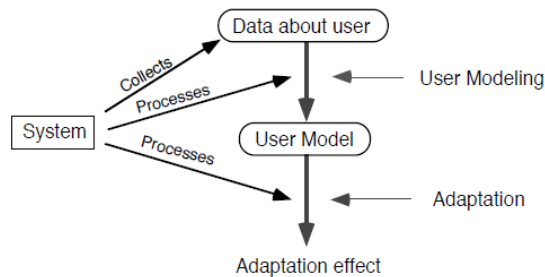 Data about user
Collects
Processes
User Modeling
System
User Model
Processes
Adaptation
Adaptation effect